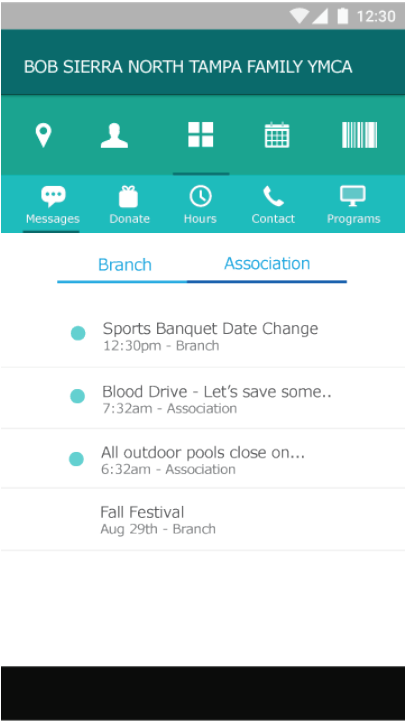 12:30
BOB SIERRA NORTH TAMPA FAMILY YMCA
Messages Donate Hours Contact Programs
Branch Association
Sports Banquet Date Change
12:30pm - Branch
Blood Drive - Let's save some..
7:32am - Association
All outdoor pools close on...
6:32am - Association
Fall Festival
Aug 29th - Branch